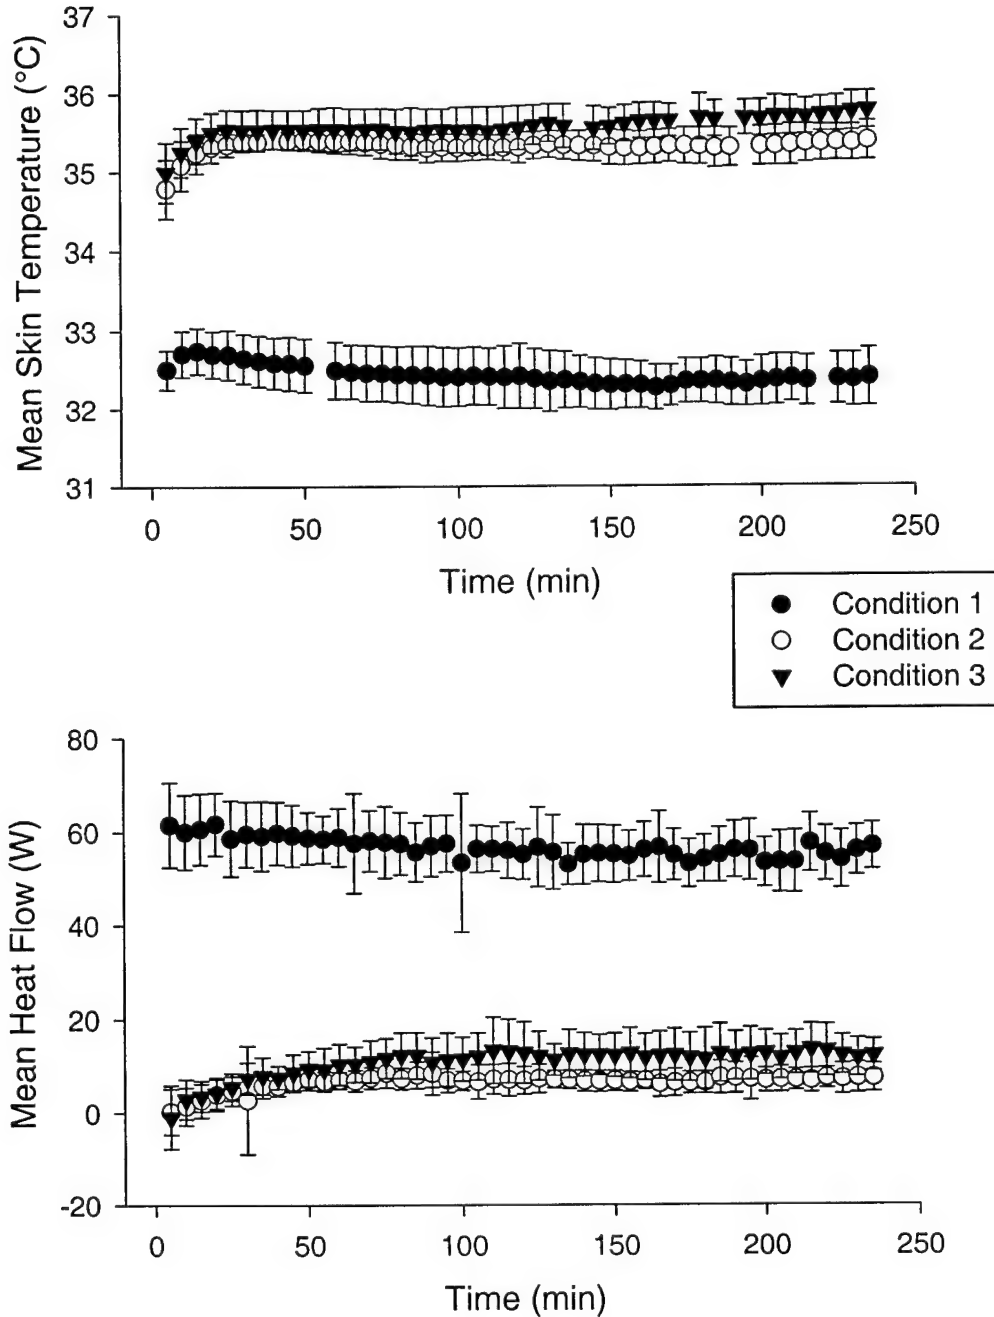 Mean Skin Temperature (°C)
37
36
35
34
33
32
31
0 50 100 150 200 250
Time (min)
Condition 1
Condition 2
Condition 3
Mean Heat Flow (W)
80
60
40
20
0
-20
0 50 100 150 200 250
Time (min)